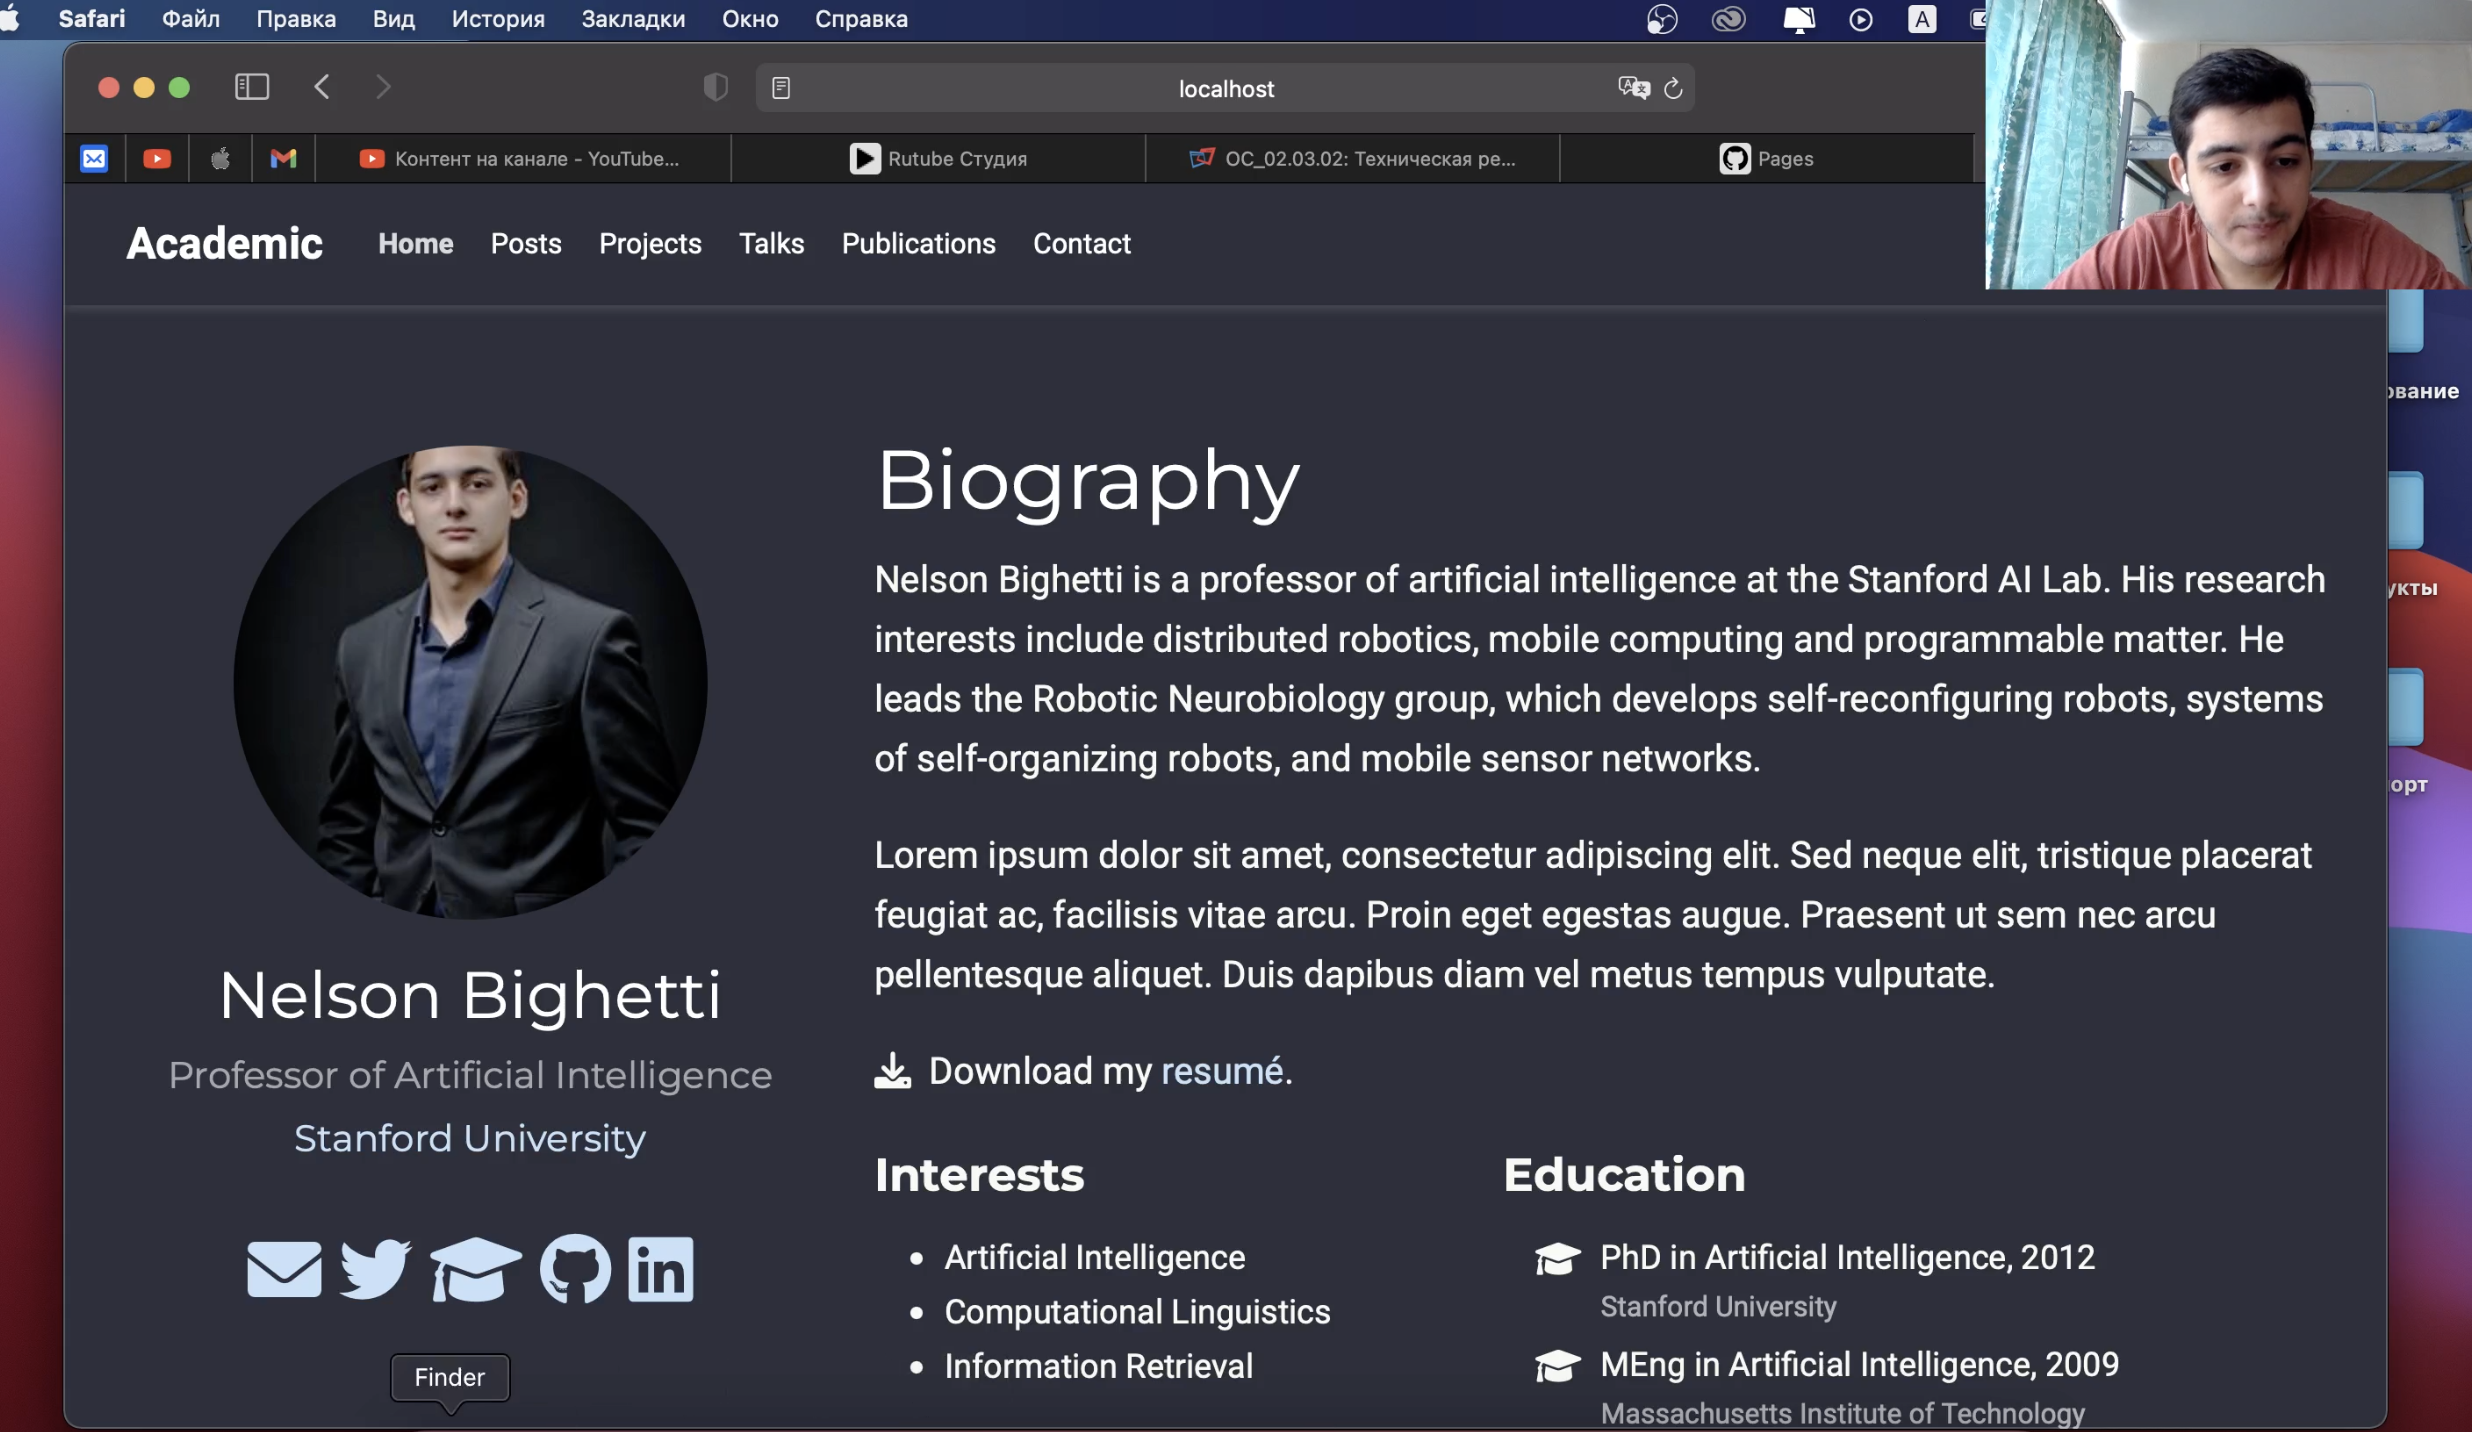 Safari Файл Правка Вид История Закладки Окно Справка A
localhost
Контент на канале - YouTube...
Rutube Студия
ОС_02.03.02: Техническая ре...
Pages
Academic Home Posts Projects Talks Publications Contact
Biography
Nelson Bighetti is a professor of artificial intelligence at the Stanford AI Lab. His research
interests include distributed robotics, mobile computing and programmable matter. He
leads the Robotic Neurobiology group, which develops self-reconfiguring robots, systems
of self-organizing robots, and mobile sensor networks.
Lorem ipsum dolor sit amet, consectetur adipiscing elit. Sed neque elit, tristique placerat
feugiat ac, facilisis vitae arcu. Proin eget egestas augue. Praesent ut sem nec arcu
pellentesque aliquet. Duis dapibus diam vel metus tempus vulputate.
Download my resumé.
Nelson Bighetti
Professor of Artificial Intelligence
Stanford University
in
Interests
• Artificial Intelligence
• Computational Linguistics
• Information Retrieval
Education
PhD in Artificial Intelligence, 2012
Stanford University
MEng in Artificial Intelligence, 2009
Massachusetts Institute of Technology
Finder